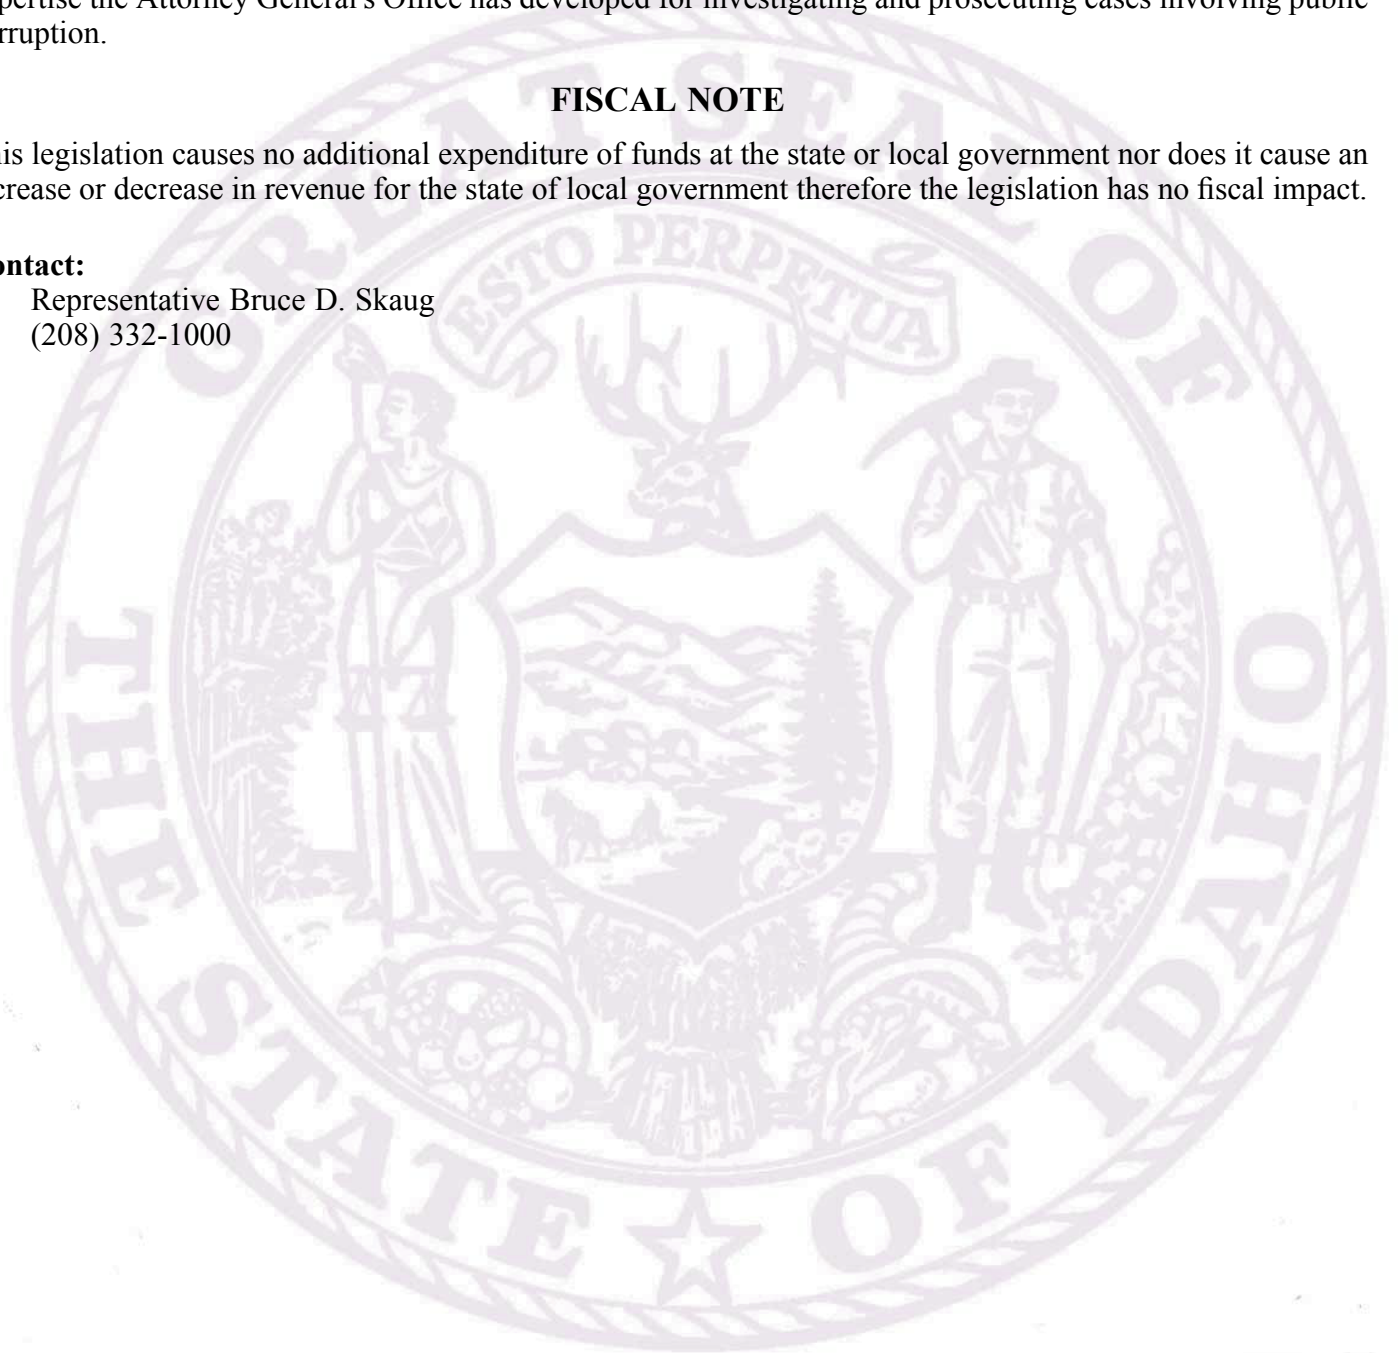 pertise the Attorney General's Office has developed for investigating and prosecuting cases involving public
rruption.
FISCAL NOTE
is legislation causes no additional expenditure of funds at the state or local government nor does it cause an
crease or decrease in revenue for the state of local government therefore the legislation has no fiscal impact.
ontact:
Representative Bruce D. Skaug
(208) 332-1000
GREAT SEAL OF
ESTO PERPETUA
THE STATE OF IDAHO